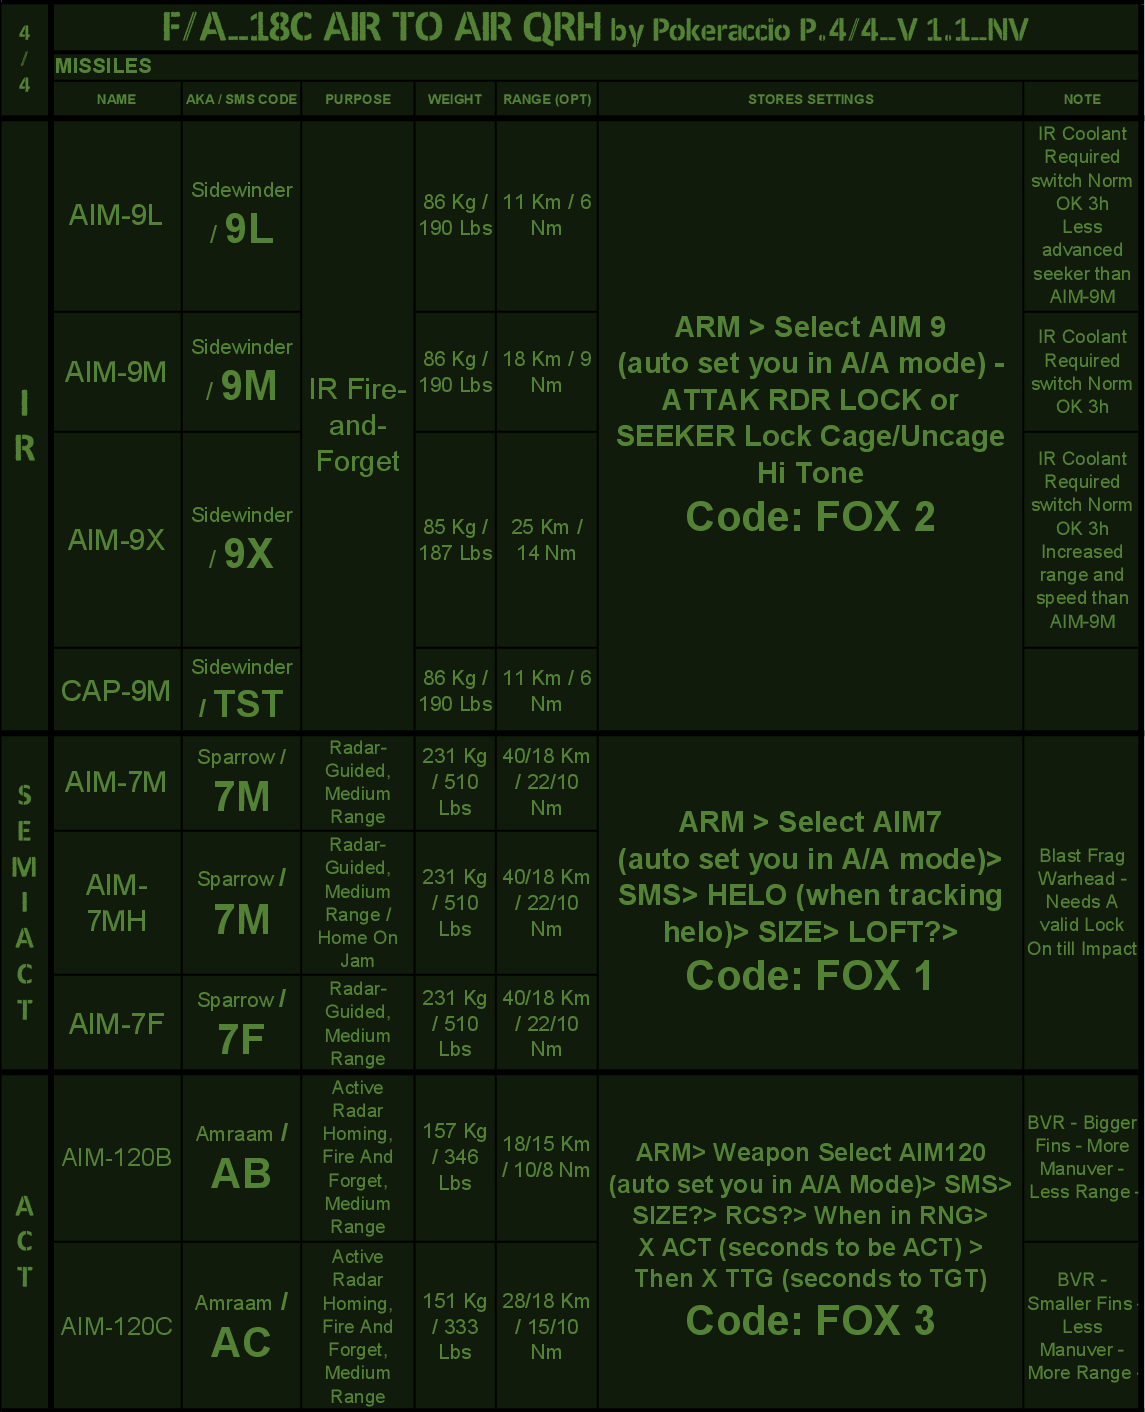 4
/
4
F/A_18C AIR TO AIR QRH by Pokeraccio P.4/4_V 1.1_NV
MISSILES
NAME
AKA / SMS CODE
PURPOSE
WEIGHT
RANGE (OPT)
STORES SETTINGS
NOTE
I
R
AIM-9L
Sidewinder
/ 9L
IR Fire-
and-
Forget
86 Kg /
190 Lbs
11 Km / 6
Nm
ARM > Select AIM 9
(auto set you in A/A mode) -
ATTAK RDR LOCK or
SEEKER Lock Cage/Uncage
Hi Tone
Code: FOX 2
IR Coolant
Required
switch Norm
OK 3h
Less
advanced
seeker than
AIM-9M
AIM-9M
Sidewinder
/ 9M
86 Kg /
190 Lbs
18 Km / 9
Nm
IR Coolant
Required
switch Norm
OK 3h
AIM-9X
Sidewinder
/ 9X
85 Kg /
187 Lbs
25 Km /
14 Nm
IR Coolant
Required
switch Norm
OK 3h
Increased
range and
speed than
AIM-9M
CAP-9M
Sidewinder
/ TST
86 Kg /
190 Lbs
11 Km / 6
Nm
S
E
M
I
A
C
T
AIM-7M
Sparrow /
7M
Radar-
Guided,
Medium
Range
231 Kg
/ 510
Lbs
40/18 Km
/ 22/10
Nm
ARM > Select AIM7
(auto set you in A/A mode)>
SMS> HELO (when tracking
helo)> SIZE> LOFT?>
Code: FOX 1
Blast Frag
Warhead -
Needs A
valid Lock
On till Impact
AIM-
7MH
Sparrow /
7M
Radar-
Guided,
Medium
Range /
Home On
Jam
231 Kg
/ 510
Lbs
40/18 Km
/ 22/10
Nm
AIM-7F
Sparrow /
7F
Radar-
Guided,
Medium
Range
231 Kg
/ 510
Lbs
40/18 Km
/ 22/10
Nm
A
C
T
AIM-120B
Amraam /
AB
Active
Radar
Homing,
Fire And
Forget,
Medium
Range
157 Kg
/ 346
Lbs
18/15 Km
/ 10/8 Nm
ARM> Weapon Select AIM120
(auto set you in A/A Mode)> SMS>
SIZE?> RCS?> When in RNG>
X ACT (seconds to be ACT) >
Then X TTG (seconds to TGT)
Code: FOX 3
BVR - Bigger
Fins - More
Manuver -
Less Range -
AIM-120C
Amraam /
AC
Active
Radar
Homing,
Fire And
Forget,
Medium
Range
151 Kg
/ 333
Lbs
28/18 Km
/ 15/10
Nm
BVR -
Smaller Fins -
Less
Manuver -
More Range -